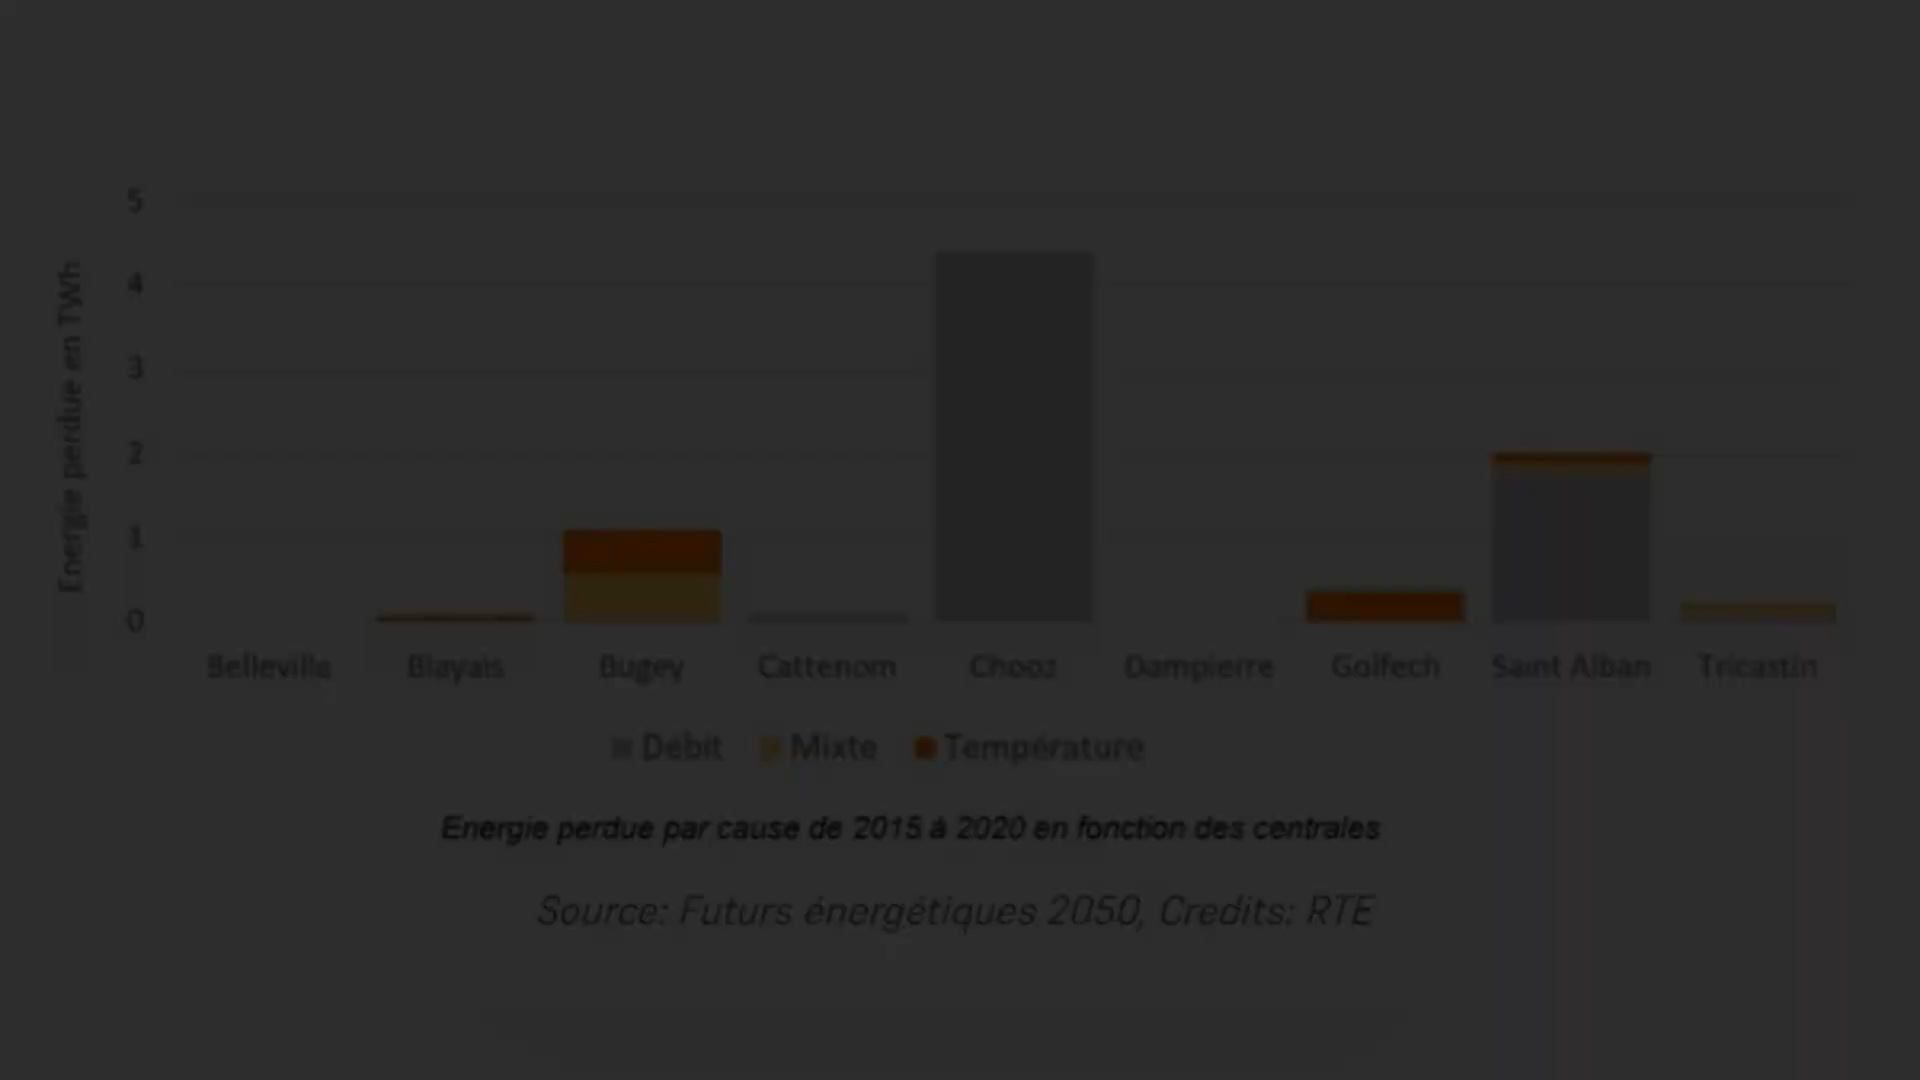 5
4
3
2
1
0
Energie perdue en TWh
Belleville Blayais Bugey Cattenom Chooz Dampierre Golfech Saint Alban Tricastin
Débit Mixte Température
Energie perdue par cause de 2015 à 2020 en fonction des centrales
Source: Futurs énergétiques 2050, Credits: RTE